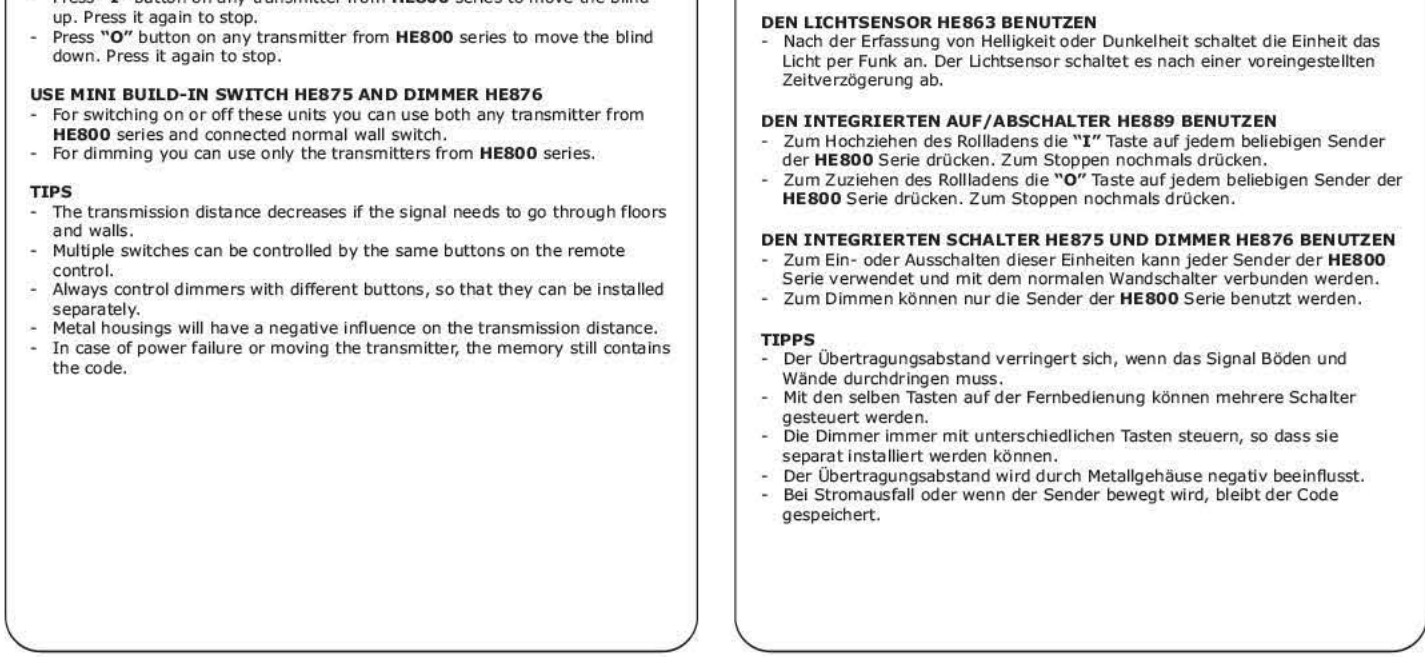 - Press "I" button on any transmitter from HE800 series to move the blind
up. Press it again to stop.
- Press "O" button on any transmitter from HE800 series to move the blind
down. Press it again to stop.
USE MINI BUILD-IN SWITCH HE875 AND DIMMER HE876
- For switching on or off these units you can use both any transmitter from
HE800 series and connected normal wall switch.
- For dimming you can use only the transmitters from HE800 series.
TIPS
- The transmission distance decreases if the signal needs to go through floors
and walls.
- Multiple switches can be controlled by the same buttons on the remote
control.
- Always control dimmers with different buttons, so that they can be installed
separately.
- Metal housings will have a negative influence on the transmission distance.
- In case of power failure or moving the transmitter, the memory still contains
the code.
DEN LICHTSENSOR HE863 BENUTZEN
- Nach der Erfassung von Helligkeit oder Dunkelheit schaltet die Einheit das
Licht per Funk an. Der Lichtsensor schaltet es nach einer voreingestellten
Zeitverzögerung ab.
DEN INTEGRIERTEN AUF/ABSCHALTER HE889 BENUTZEN
- Zum Hochziehen des Rollladens die "I" Taste auf jedem beliebigen Sender
der HE800 Serie drücken. Zum Stoppen nochmals drücken.
- Zum Zuziehen des Rollladens die "O" Taste auf jedem beliebigen Sender der
HE800 Serie drücken. Zum Stoppen nochmals drücken.
DEN INTEGRIERTEN SCHALTER HE875 UND DIMMER HE876 BENUTZEN
- Zum Ein- oder Ausschalten dieser Einheiten kann jeder Sender der HE800
Serie verwendet und mit dem normalen Wandschalter verbunden werden.
- Zum Dimmen können nur die Sender der HE800 Serie benutzt werden.
TIPPS
- Der Übertragungsabstand verringert sich, wenn das Signal Böden und
Wände durchdringen muss.
- Mit den selben Tasten auf der Fernbedienung können mehrere Schalter
gesteuert werden.
- Die Dimmer immer mit unterschiedlichen Tasten steuern, so dass sie
separat installiert werden können.
- Der Übertragungsabstand wird durch Metallgehäuse negativ beeinflusst.
- Bei Stromausfall oder wenn der Sender bewegt wird, bleibt der Code
gespeichert.